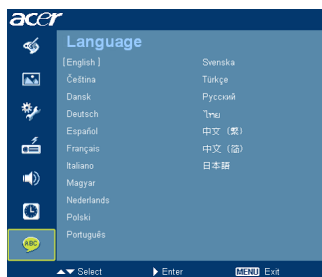 acer
Language
[English ]
Čeština
Dansk
Deutsch
Español
Français
Italiano
Magyar
Nederlands
Polski
Português
Svenska
Türkçe
Русский
ไทย
中文 (繁)
中文 (简)
日本語
ABC
Select
Enter
MENU Exit